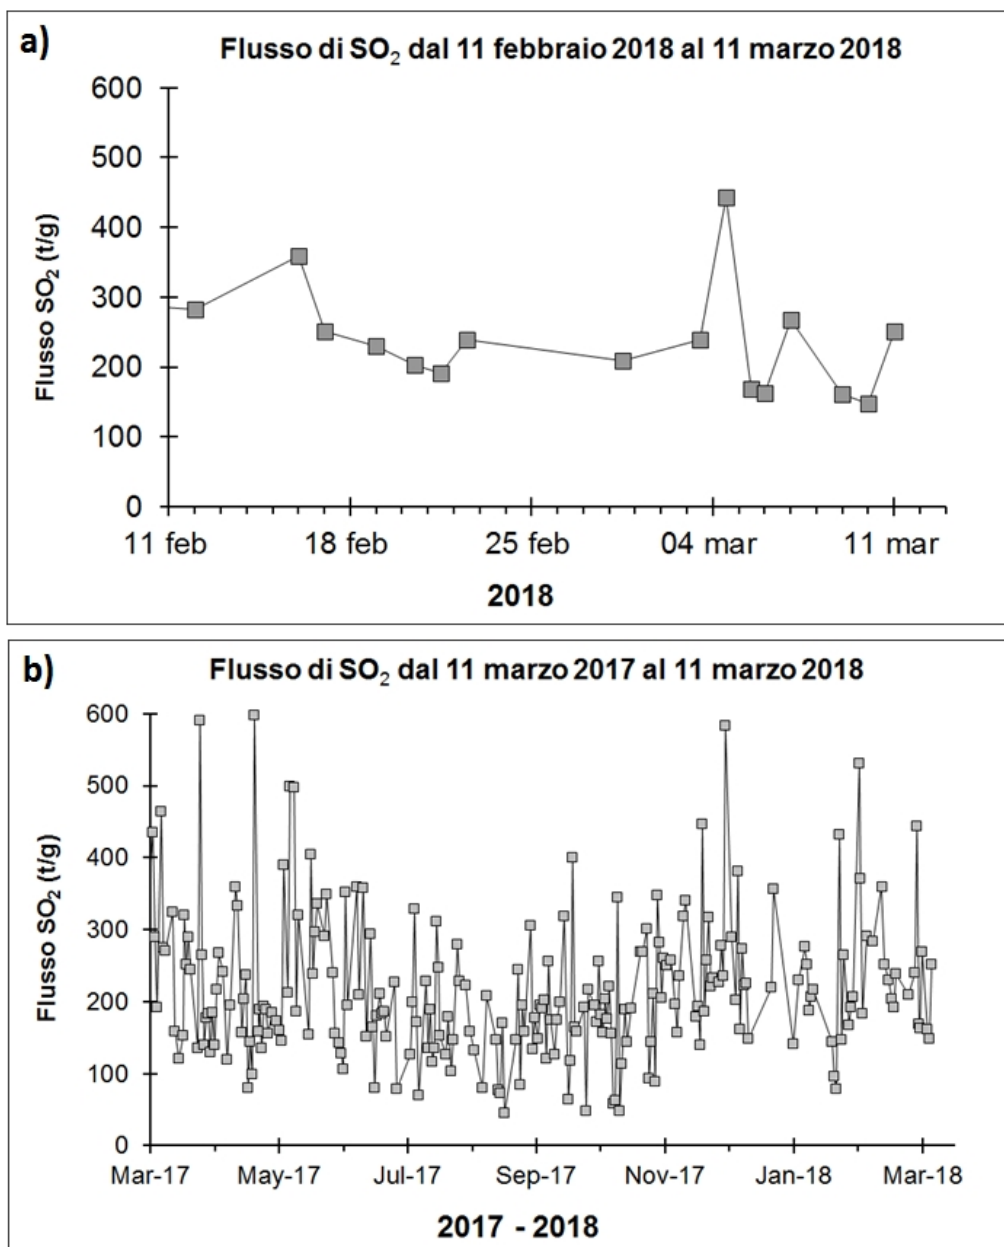 a)
Flusso di SO₂ dal 11 febbraio 2018 al 11 marzo 2018
Flusso SO₂ (t/g)
600
500
400
300
200
100
0
11 feb 18 feb 25 feb 04 mar 11 mar
2018
b)
Flusso di SO₂ dal 11 marzo 2017 al 11 marzo 2018
Flusso SO₂ (t/g)
600
500
400
300
200
100
0
Mar-17 May-17 Jul-17 Sep-17 Nov-17 Jan-18 Mar-18
2017 - 2018